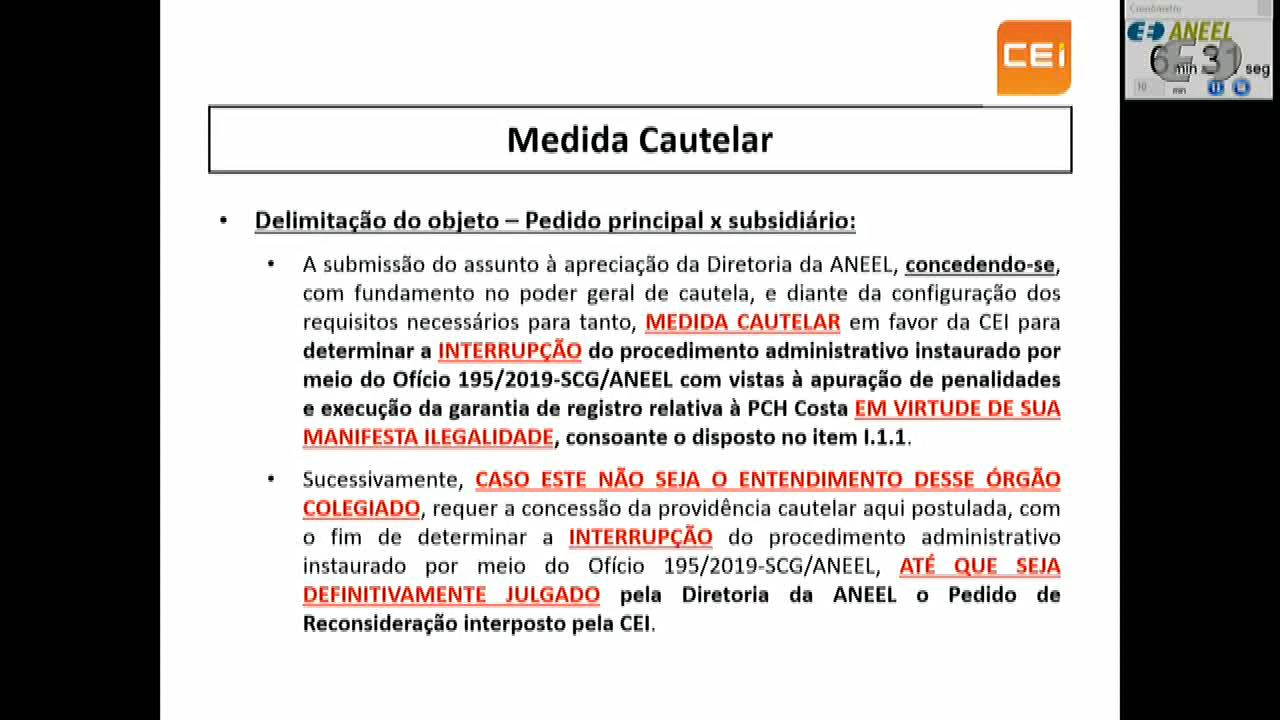 CEi
Cronômetro
ANEEL
6 min 31 seg
10 min
Medida Cautelar
• Delimitação do objeto – Pedido principal x subsidiário:
• A submissão do assunto à apreciação da Diretoria da ANEEL, concedendo-se,
com fundamento no poder geral de cautela, e diante da configuração dos
requisitos necessários para tanto, MEDIDA CAUTELAR em favor da CEI para
determinar a INTERRUPÇÃO do procedimento administrativo instaurado por
meio do Ofício 195/2019-SCG/ANEEL com vistas à apuração de penalidades
e execução da garantia de registro relativa à PCH Costa EM VIRTUDE DE SUA
MANIFESTA ILEGALIDADE, consoante o disposto no item I.1.1.
• Sucessivamente, CASO ESTE NÃO SEJA O ENTENDIMENTO DESSE ÓRGÃO
COLEGIADO, requer a concessão da providência cautelar aqui postulada, com
o fim de determinar a INTERRUPÇÃO do procedimento administrativo
instaurado por meio do Ofício 195/2019-SCG/ANEEL, ATÉ QUE SEJA
DEFINITIVAMENTE JULGADO pela Diretoria da ANEEL o Pedido de
Reconsideração interposto pela CEI.